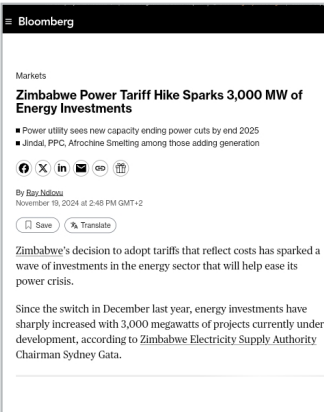 Bloomberg
Markets
Zimbabwe Power Tariff Hike Sparks 3,000 MW of
Energy Investments
Power utility sees new capacity ending power cuts by end 2025
Jindal, PPC, Afrochine Smelting among those adding generation
By Ray Ndlovu
November 19, 2024 at 2:48 PM GMT+2
Save
Translate
Zimbabwe's decision to adopt tariffs that reflect costs has sparked a
wave of investments in the energy sector that will help ease its
power crisis.
Since the switch in December last year, energy investments have
sharply increased with 3,000 megawatts of projects currently under
development, according to Zimbabwe Electricity Supply Authority
Chairman Sydney Gata.